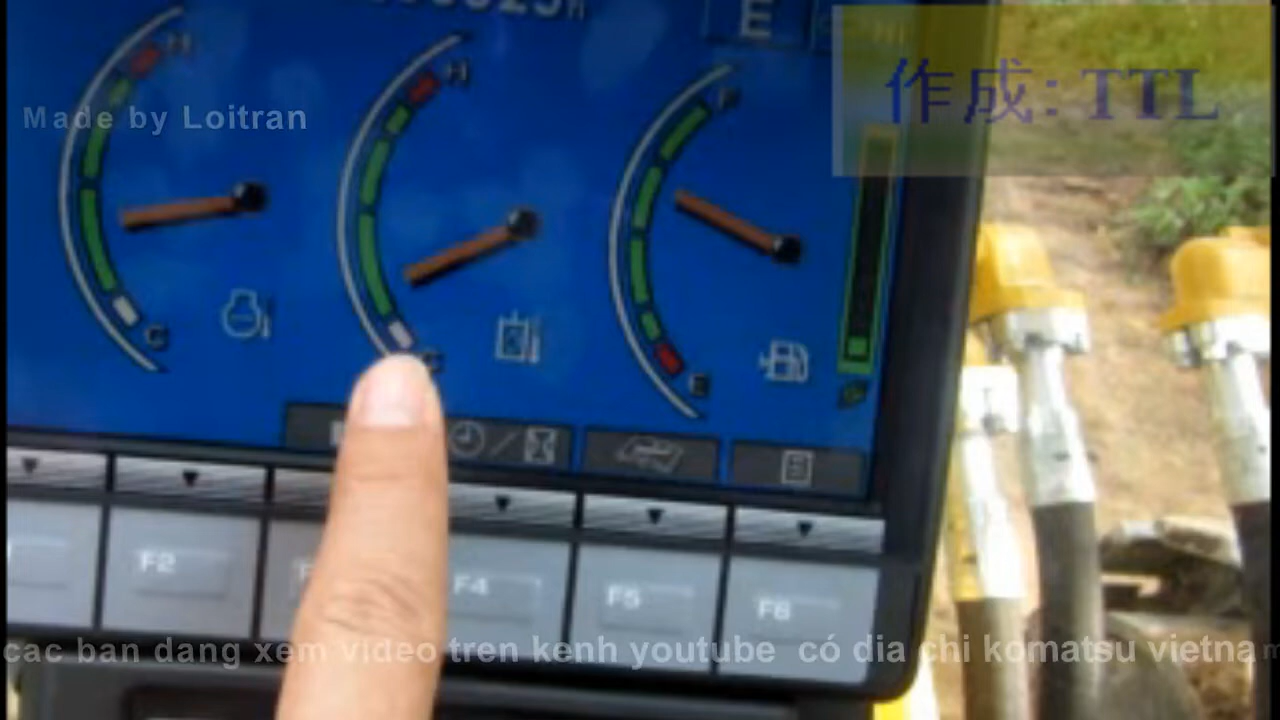 E
作成: TTL
H
H
F
Made by Loitran
C
C
E
F2
F4
F5
F6
cac ban dang xem video tren kenh youtube có dia chi komatsu vietna